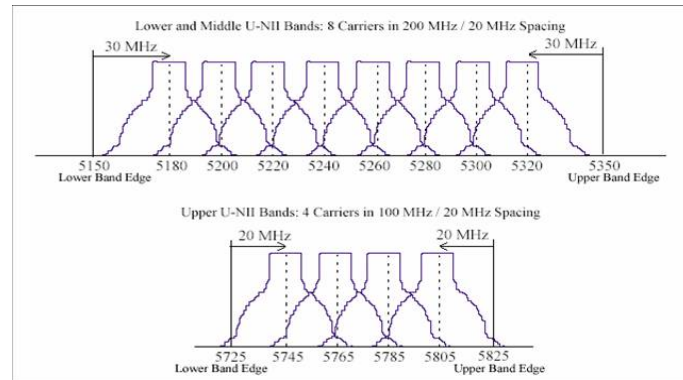 Lower and Middle U-NII Bands: 8 Carriers in 200 MHz / 20 MHz Spacing
30 MHz 30 MHz
5150 5180 5200 5220 5240 5261 5280 5300 5320 5350
Lower Band Edge Upper Band Edge
Upper U-NII Bands: 4 Carriers in 100 MHz / 20 MHz Spacing
20 MHz 20 MHz
5725 5745 5765 5785 5805 5825
Lower Band Edge Upper Band Edge